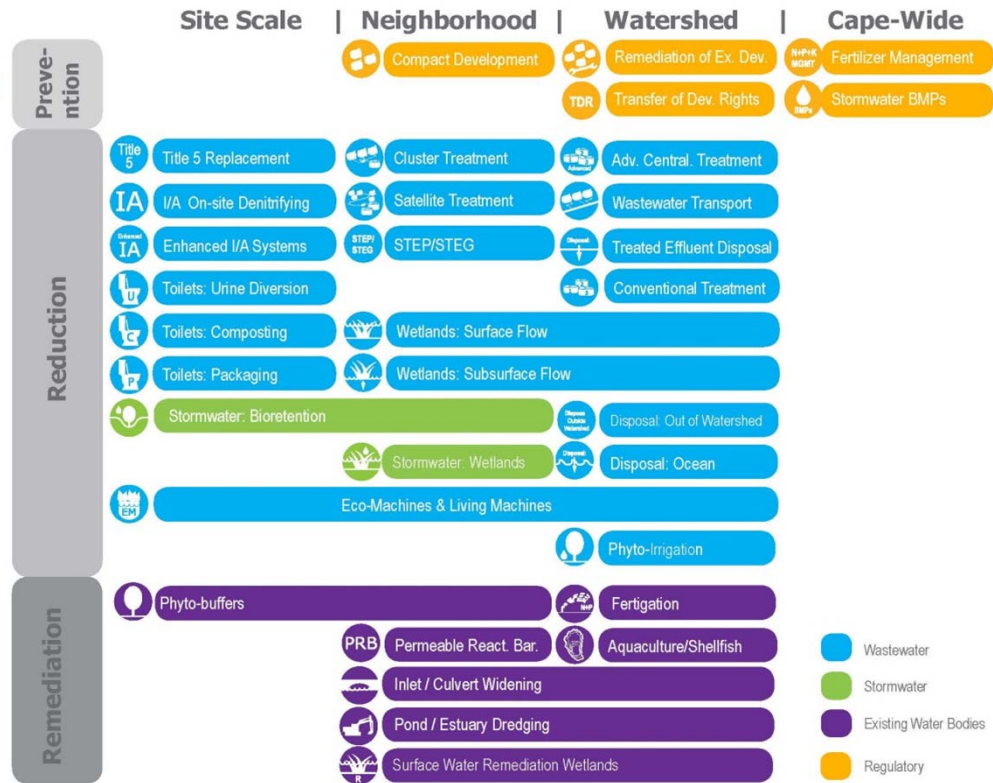 Site Scale | Neighborhood | Watershed | Cape-Wide
Preve-
ntion
Compact Development
Remediation of Ex. Dev.
N+P+K
MGMT
Fertilizer Management
TDR
Transfer of Dev. Rights
BMPs
Stormwater BMPs
Reduction
Title
5
Title 5 Replacement
Cluster Treatment
Advanced
Adv. Central. Treatment
IA
I/A On-site Denitrifying
Satellite Treatment
Wastewater Transport
Enhanced
IA
Enhanced I/A Systems
STEP/
STEG
STEP/STEG
Disposal:
Treated Effluent Disposal
U
Toilets: Urine Diversion
Conventional Treatment
C
Toilets: Composting
Wetlands: Surface Flow
P
Toilets: Packaging
Wetlands: Subsurface Flow
Stormwater: Bioretention
Dispose
Outside
Watershed
Disposal: Out of Watershed
Stormwater: Wetlands
Disposal:
Disposal: Ocean
EM
Eco-Machines & Living Machines
Phyto-Irrigation
Remediation
Phyto-buffers
N+P
Fertigation
PRB
Permeable React. Bar.
Aquaculture/Shellfish
Inlet / Culvert Widening
Pond / Estuary Dredging
R
Surface Water Remediation Wetlands
Wastewater
Stormwater
Existing Water Bodies
Regulatory